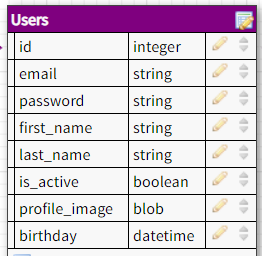 Users
id integer
email string
password string
first_name string
last_name string
is_active boolean
profile_image blob
birthday datetime